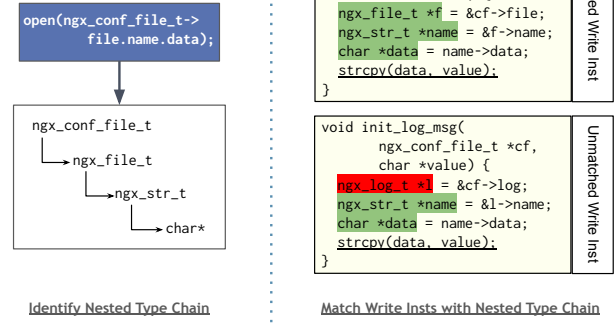 open(ngx_conf_file_t->
file.name.data);
ngx_conf_file_t
ngx_file_t
ngx_str_t
char*
Identify Nested Type Chain
ngx_file_t *f = &cf->file;
ngx_str_t *name = &f->name;
char *data = name->data;
strcpy(data, value);
}
Write Inst
void init_log_msg(
ngx_conf_file_t *cf,
char *value) {
ngx_log_t *l = &cf->log;
ngx_str_t *name = &l->name;
char *data = name->data;
strcpy(data, value);
}
Unmatched Write Inst
Match Write Insts with Nested Type Chain